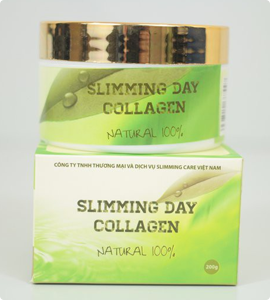 SLIMMING DAY
COLLAGEN
NATURAL 100%
CÔNG TY TNHH THƯƠNG MẠI VÀ DỊCH VỤ SLIMMING CARE VIỆT NAM
SLIMMING DAY
COLLAGEN
NATURAL 100%
200g